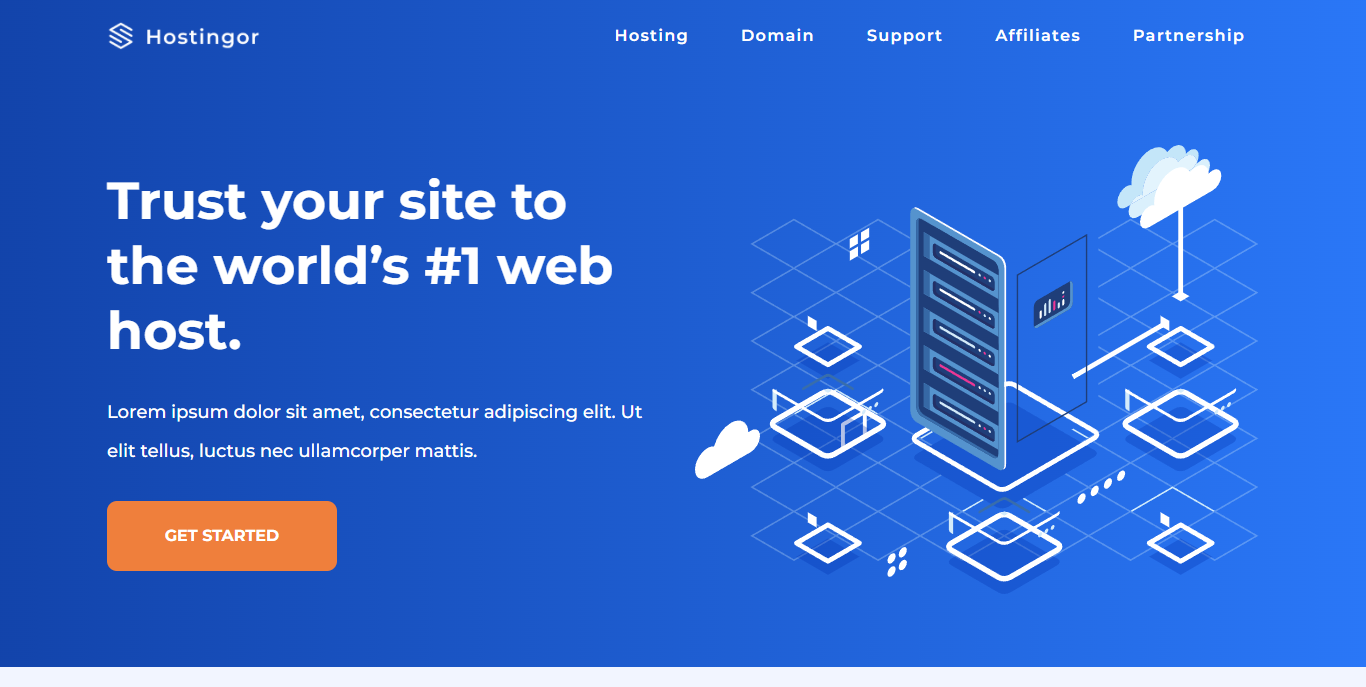 Hostingor
Hosting Domain Support Affiliates Partnership
Trust your site to
the world’s #1 web
host.
Lorem ipsum dolor sit amet, consectetur adipiscing elit. Ut
elit tellus, luctus nec ullamcorper mattis.
GET STARTED